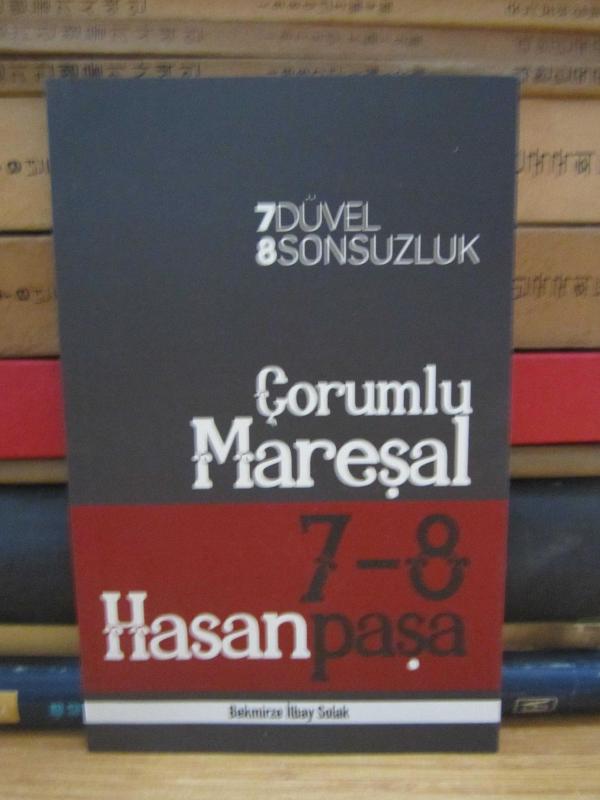 7DÜVEL
8SONSUZLUK
Çorumlu
Mareşal
7-8
Hasanpaşa
Bekmirze İlbay Solak